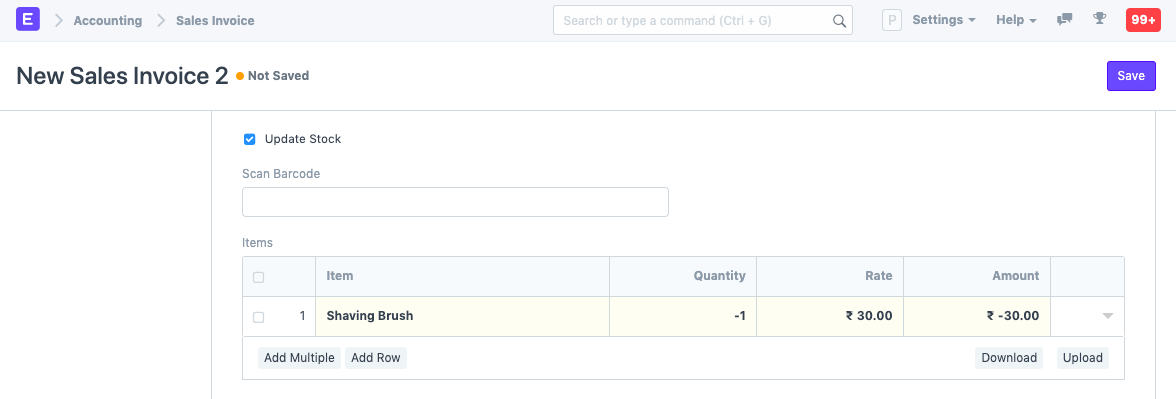 E Accounting Sales Invoice Search or type a command (Ctrl + G) P Settings Help 99+
New Sales Invoice 2 Not Saved Save
Update Stock
Scan Barcode
Items
Item Quantity Rate Amount
1 Shaving Brush -1 ₹ 30.00 ₹ -30.00
Add Multiple Add Row Download Upload